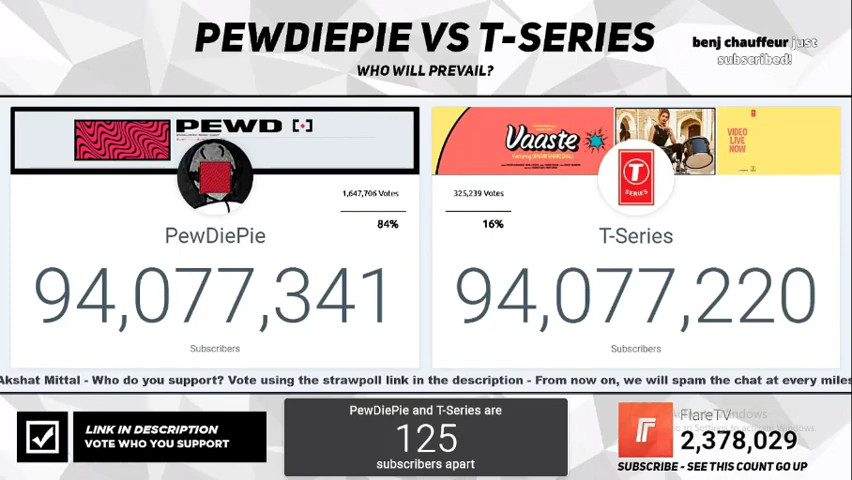 PEWDIEPIE VS T-SERIES
WHO WILL PREVAIL?
benj chauffeur just
subscribed!
PEWD
1,647,706 Votes
84%
PewDiePie
94,077,341
Subscribers
Vaaste
VIDEO
LIVE
NOW
T
SERIES
325,239 Votes
16%
T-Series
94,077,220
Subscribers
Akshat Mittal - Who do you support? Vote using the strawpoll link in the description - From now on, we will spam the chat at every miles
LINK IN DESCRIPTION
VOTE WHO YOU SUPPORT
PewDiePie and T-Series are
125
subscribers apart
FlareTV
2,378,029
SUBSCRIBE - SEE THIS COUNT GO UP